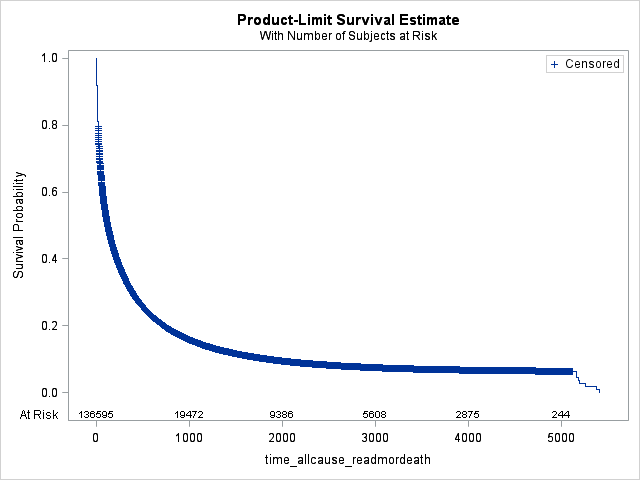 Product-Limit Survival Estimate
With Number of Subjects at Risk
+ Censored
1.0
0.8
0.6
0.4
0.2
0.0
Survival Probability
At Risk 136595 19472 9386 5608 2875 244
0 1000 2000 3000 4000 5000
time_allcause_readmordeath